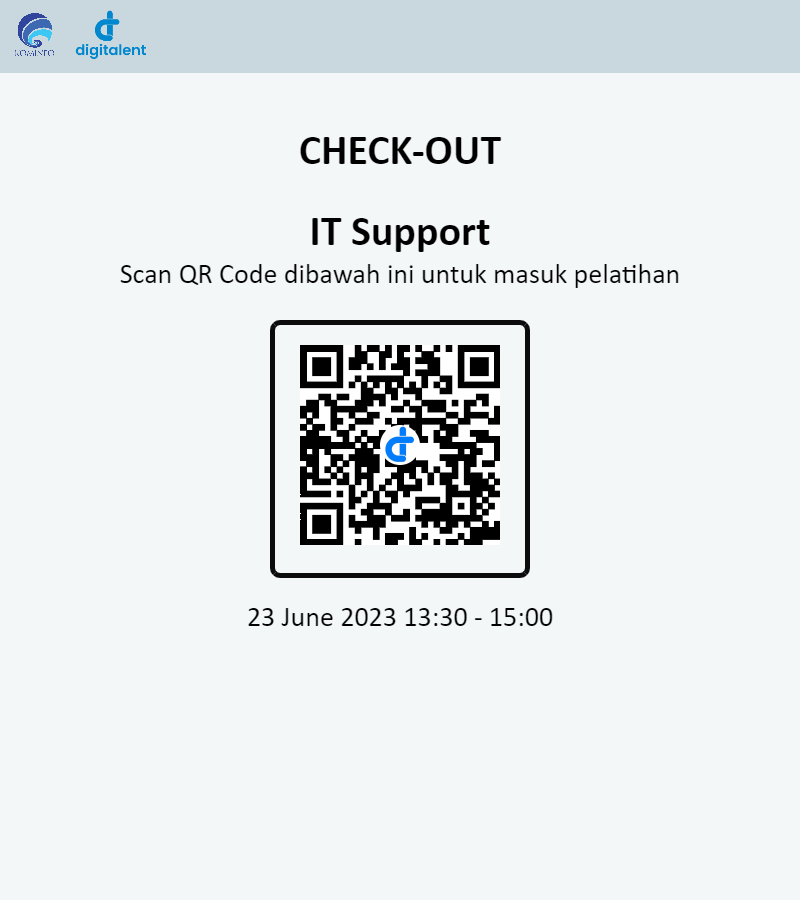 KOMINFO
digitalent
CHECK-OUT
IT Support
Scan QR Code dibawah ini untuk masuk pelatihan
23 June 2023 13:30 - 15:00